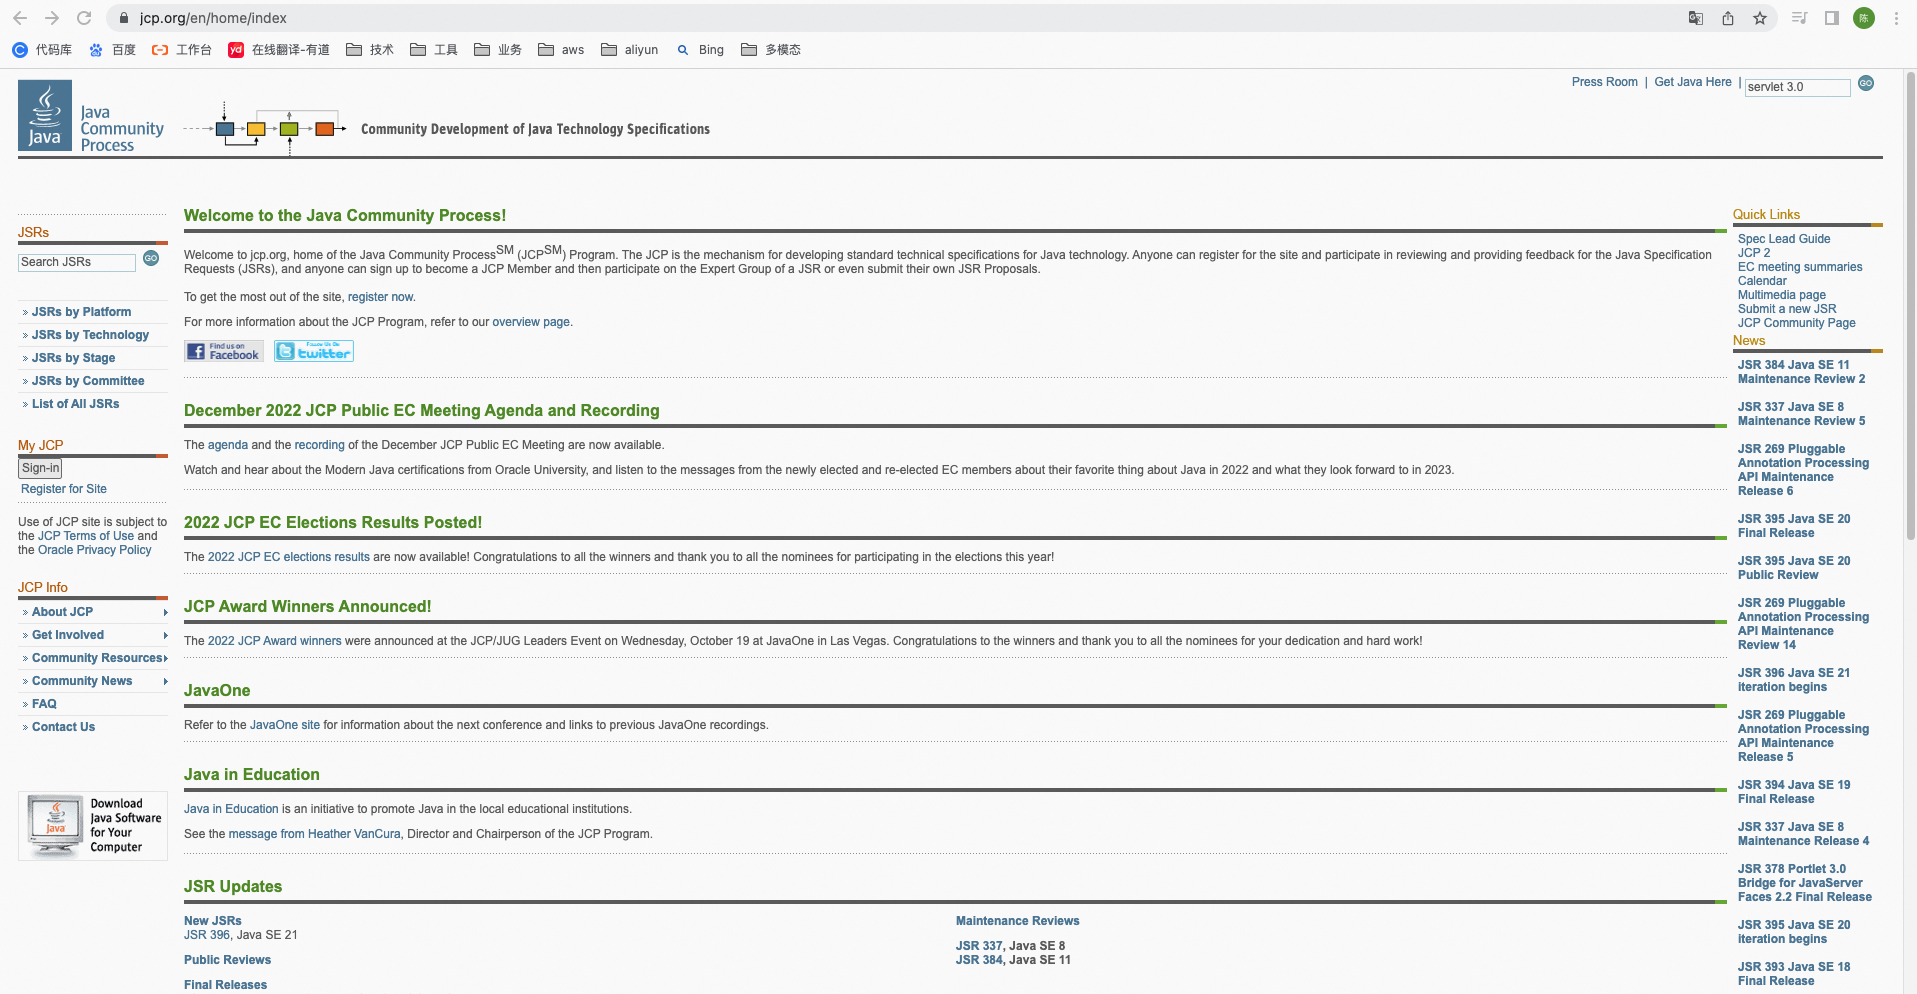 jcp.org/en/home/index
陈
代码库
百度
工作台
yd 在线翻译-有道
技术
工具
业务
aws
aliyun
Bing
多模态
Press Room | Get Java Here |
servlet 3.0
GO
Java
Java
Community
Process
Community Development of Java Technology Specifications
JSRs
Search JSRs
GO
» JSRs by Platform
» JSRs by Technology
» JSRs by Stage
» JSRs by Committee
» List of All JSRs
My JCP
Sign-in
Register for Site
Use of JCP site is subject to
the JCP Terms of Use and
the Oracle Privacy Policy
JCP Info
» About JCP
» Get Involved
» Community Resources
» Community News
» FAQ
» Contact Us
Java
Download
Java Software
for Your
Computer
Welcome to the Java Community Process!
Welcome to jcp.org, home of the Java Community ProcessSM (JCPSM) Program. The JCP is the mechanism for developing standard technical specifications for Java technology. Anyone can register for the site and participate in reviewing and providing feedback for the Java Specification
Requests (JSRs), and anyone can sign up to become a JCP Member and then participate on the Expert Group of a JSR or even submit their own JSR Proposals.
To get the most out of the site, register now.
For more information about the JCP Program, refer to our overview page.
Find us on
Facebook
Follow Us On
twitter
December 2022 JCP Public EC Meeting Agenda and Recording
The agenda and the recording of the December JCP Public EC Meeting are now available.
Watch and hear about the Modern Java certifications from Oracle University, and listen to the messages from the newly elected and re-elected EC members about their favorite thing about Java in 2022 and what they look forward to in 2023.
2022 JCP EC Elections Results Posted!
The 2022 JCP EC elections results are now available! Congratulations to all the winners and thank you to all the nominees for participating in the elections this year!
JCP Award Winners Announced!
The 2022 JCP Award winners were announced at the JCP/JUG Leaders Event on Wednesday, October 19 at JavaOne in Las Vegas. Congratulations to the winners and thank you to all the nominees for your dedication and hard work!
JavaOne
Refer to the JavaOne site for information about the next conference and links to previous JavaOne recordings.
Java in Education
Java in Education is an initiative to promote Java in the local educational institutions.
See the message from Heather VanCura, Director and Chairperson of the JCP Program.
JSR Updates
New JSRs
JSR 396, Java SE 21
Public Reviews
Final Releases
Maintenance Reviews
JSR 337, Java SE 8
JSR 384, Java SE 11
Quick Links
Spec Lead Guide
JCP 2
EC meeting summaries
Calendar
Multimedia page
Submit a new JSR
JCP Community Page
News
JSR 384 Java SE 11
Maintenance Review 2
JSR 337 Java SE 8
Maintenance Review 5
JSR 269 Pluggable
Annotation Processing
API Maintenance
Release 6
JSR 395 Java SE 20
Final Release
JSR 395 Java SE 20
Public Review
JSR 269 Pluggable
Annotation Processing
API Maintenance
Review 14
JSR 396 Java SE 21
iteration begins
JSR 269 Pluggable
Annotation Processing
API Maintenance
Release 5
JSR 394 Java SE 19
Final Release
JSR 337 Java SE 8
Maintenance Release 4
JSR 378 Portlet 3.0
Bridge for JavaServer
Faces 2.2 Final Release
JSR 395 Java SE 20
iteration begins
JSR 393 Java SE 18
Final Release